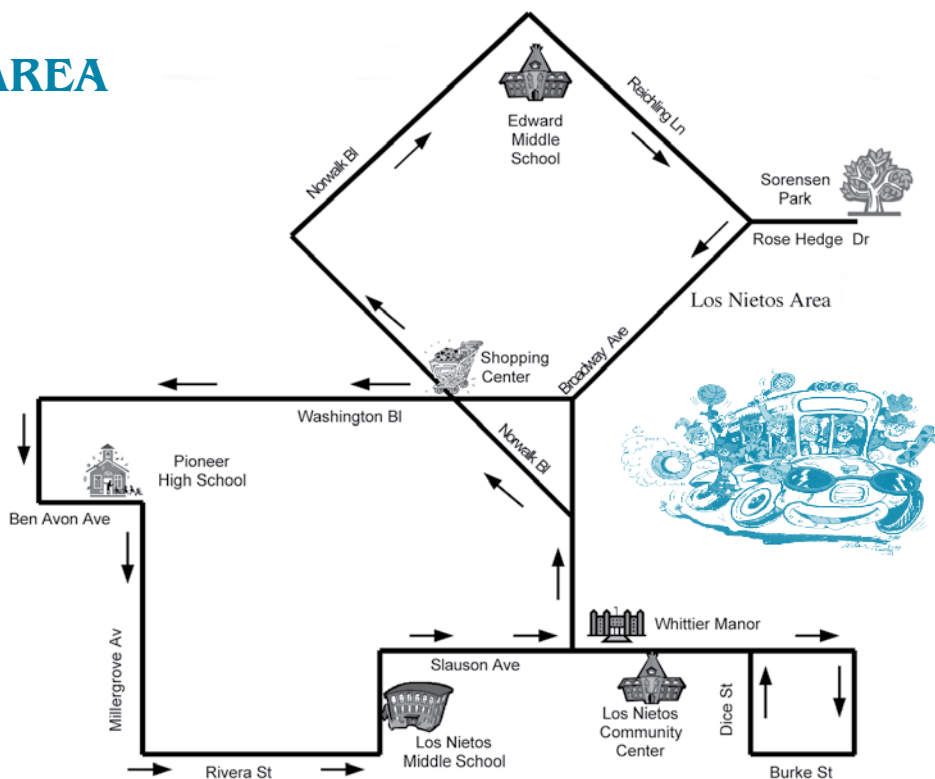 AREA
Norwalk Bl
Edward
Middle
School
Reichling Ln
Sorensen
Park
Rose Hedge Dr
Los Nietos Area
Broadway Ave
Shopping
Center
Washington Bl
Norwalk Bl
Pioneer
High School
Ben Avon Ave
Millergrove Av
Whittier Manor
Slauson Ave
Los Nietos
Middle School
Los Nietos
Community
Center
Dice St
Rivera St
Burke St